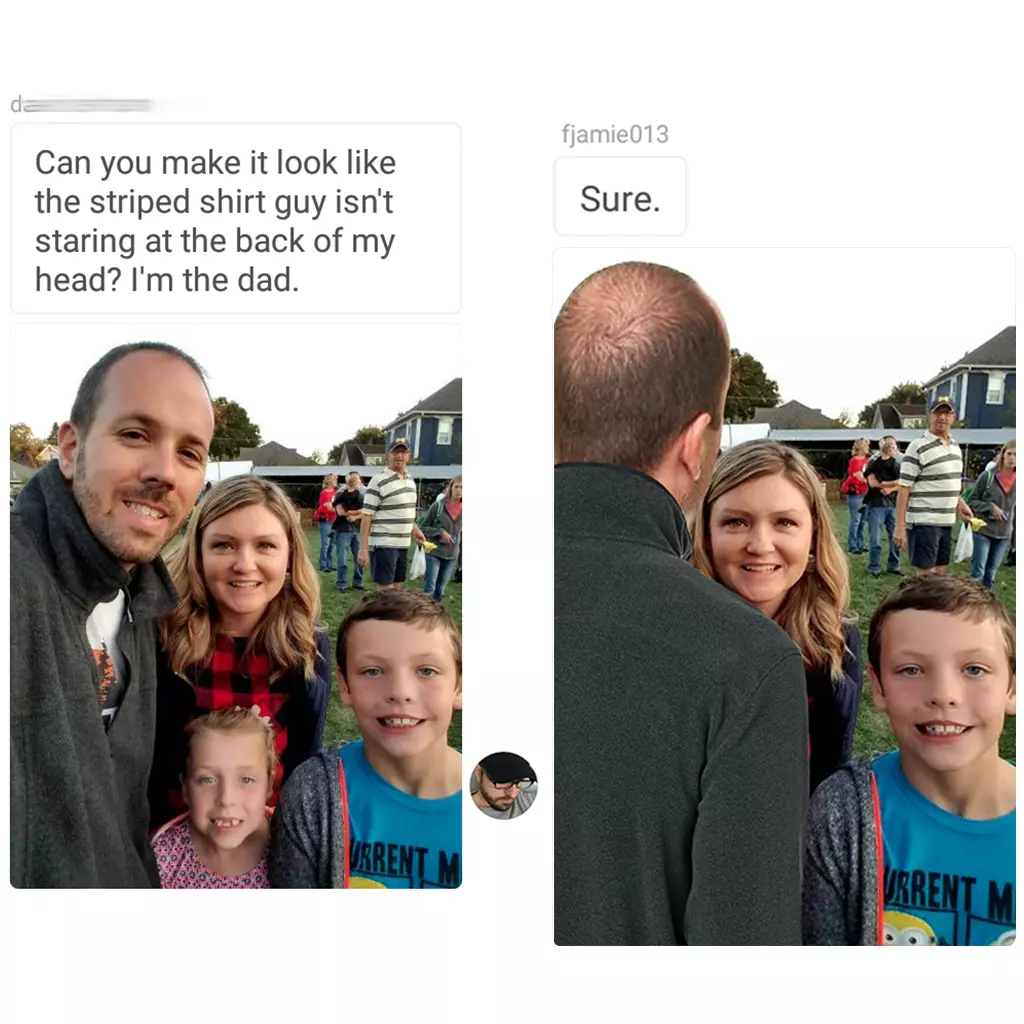 Can you make it look like
the striped shirt guy isn't
staring at the back of my
head? I'm the dad.
URRENT M
fjamie013
Sure.
URRENT M